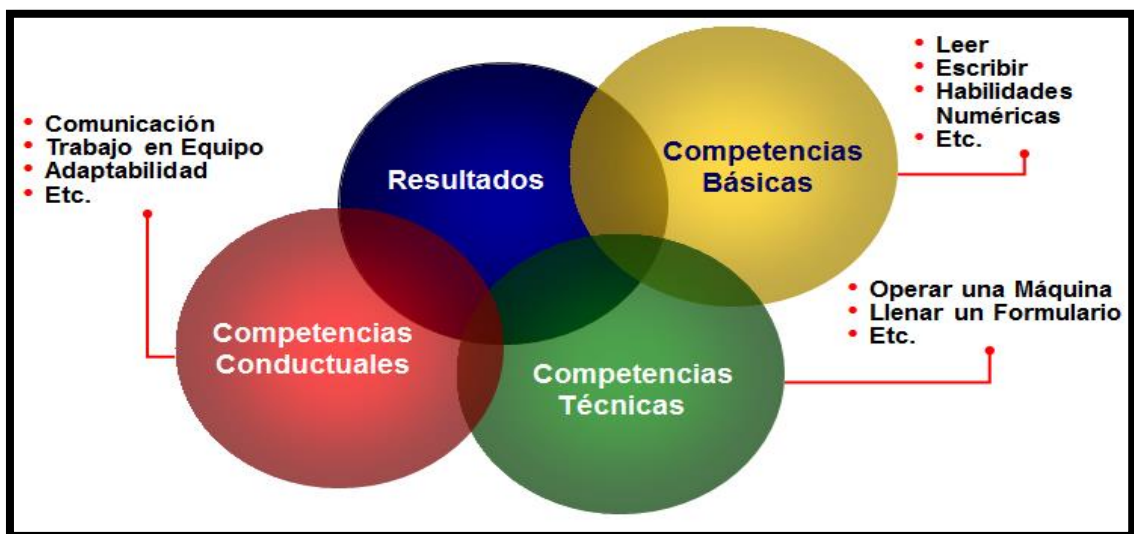 • Comunicación
• Trabajo en Equipo
• Adaptabilidad
• Etc.
Resultados
Competencias
Básicas
• Leer
• Escribir
• Habilidades
Numéricas
• Etc.
Competencias
Conductuales
Competencias
Técnicas
• Operar una Máquina
• Llenar un Formulario
• Etc.